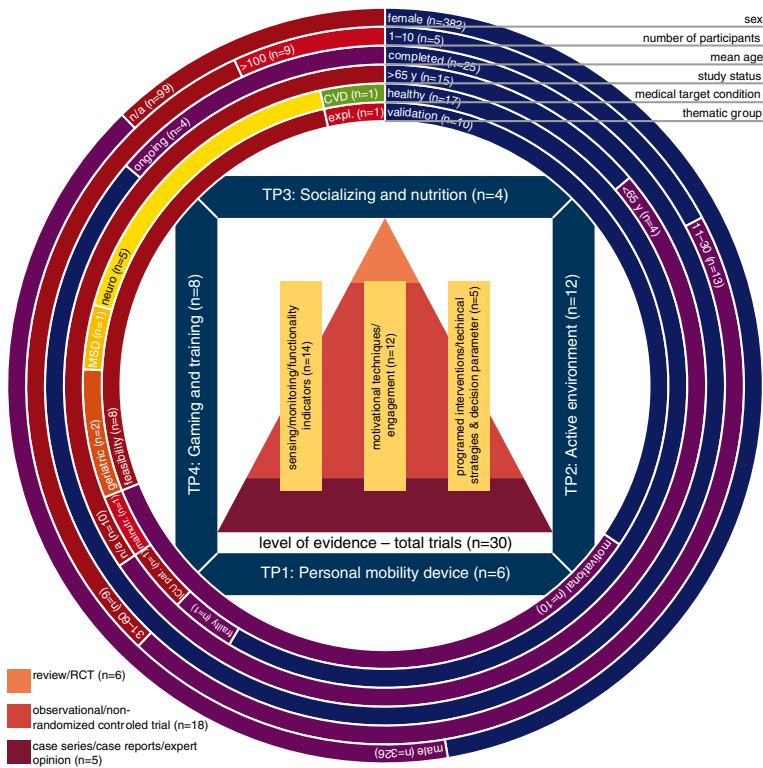 female (n=382)
sex
1–10 (n=5)
number of participants
>100 (n=9)
completed (n=25)
mean age
>65 y (n=15)
study status
n/a (n=99)
CVD (n=1)
healthy (n=17)
medical target condition
expl. (n=1)
validation (n=10)
thematic group
ongoing (n=4)
<65 y (n=4)
11–30 (n=13)
TP3: Socializing and nutrition (n=4)
neuro (n=5)
MSD (n=1)
geriatric (n=2)
feasibility (n=8)
TP4: Gaming and training (n=8)
sensing/monitoring/functionality
indicators (n=14)
motivational techniques/
engagement (n=12)
programed interventions/techincal
strategies & decision parameter (n=5)
TP2: Active environment (n=12)
malnutr. (n=1)
n/a (n=10)
level of evidence – total trials (n=30)
ICU pat. (n=1)
TP1: Personal mobility device (n=6)
motivational (n=10)
31–60 (n=9)
frailty (n=1)
male (n=326)
review/RCT (n=6)
observational/non-
randomized controled trial (n=18)
case series/case reports/expert
opinion (n=5)